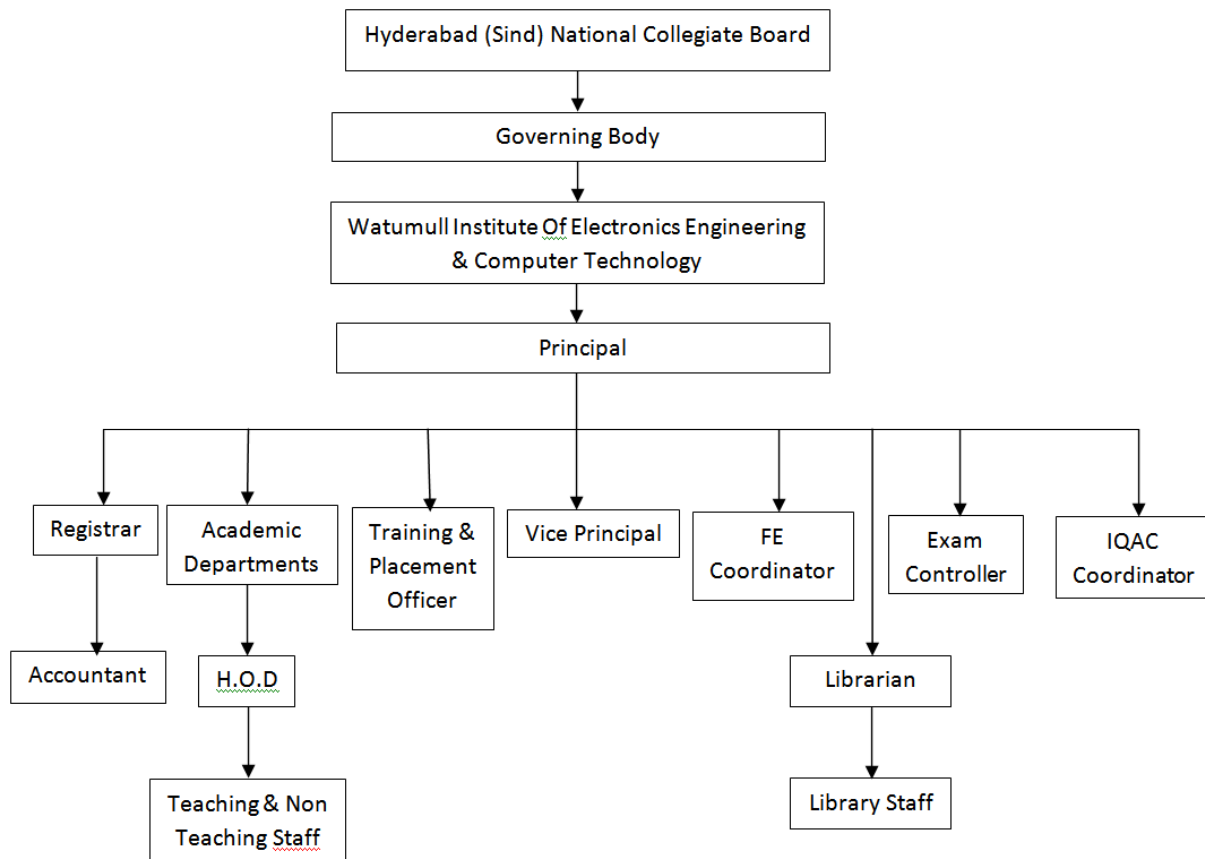 Hyderabad (Sind) National Collegiate Board
Governing Body
Watumull Institute Of Electronics Engineering
& Computer Technology
Principal
Registrar
Academic
Departments
Training &
Placement
Officer
Vice Principal
FE
Coordinator
Exam
Controller
IQAC
Coordinator
Accountant
H.O.D
Librarian
Teaching & Non
Teaching Staff
Library Staff